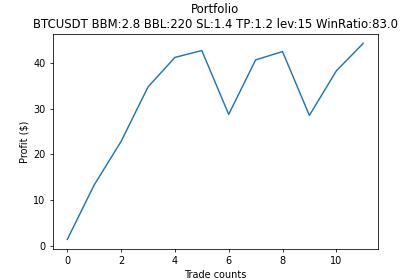 Portfolio
BTCUSDT BBM:2.8 BBL:220 SL:1.4 TP:1.2 lev:15 WinRatio:83.0
40
30
20
10
0
Profit ($)
0 2 4 6 8 10
Trade counts